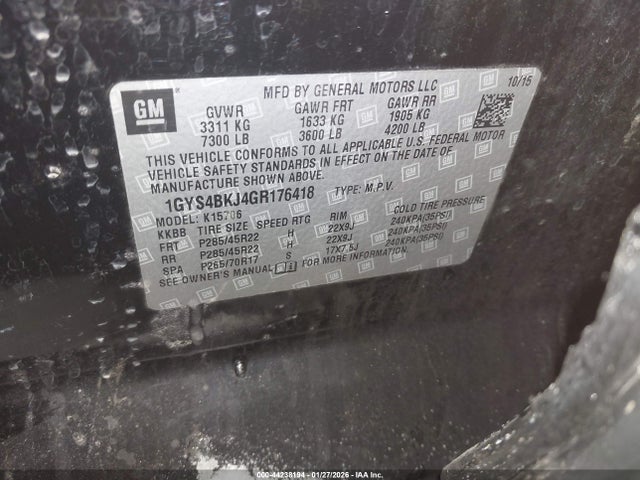 GM
MFD BY GENERAL MOTORS LLC 10/15
GVWR GAWR FRT GAWR RR
3311 KG 1633 KG 1905 KG
7300 LB 3600 LB 4200 LB
THIS VEHICLE CONFORMS TO ALL APPLICABLE U.S. FEDERAL MOTOR
VEHICLE SAFETY STANDARDS IN EFFECT ON THE DATE OF
MANUFACTURE SHOWN ABOVE.
1GYS4BKJ4GR176418 TYPE: M.P.V.
MODEL: K15706
KKBB TIRE SIZE SPEED RTG RIM COLD TIRE PRESSURE
FRT P285/45R22 H 22X9J 240KPA(35PSI)
RR P285/45R22 H 22X9J 240KPA(35PSI)
SPA P265/70R17 S 17X7.5J 240KPA(35PSI)
SEE OWNER'S MANUAL FOR MORE INFORMATION
000-44238194 - 01/27/2026 - IAA Inc.